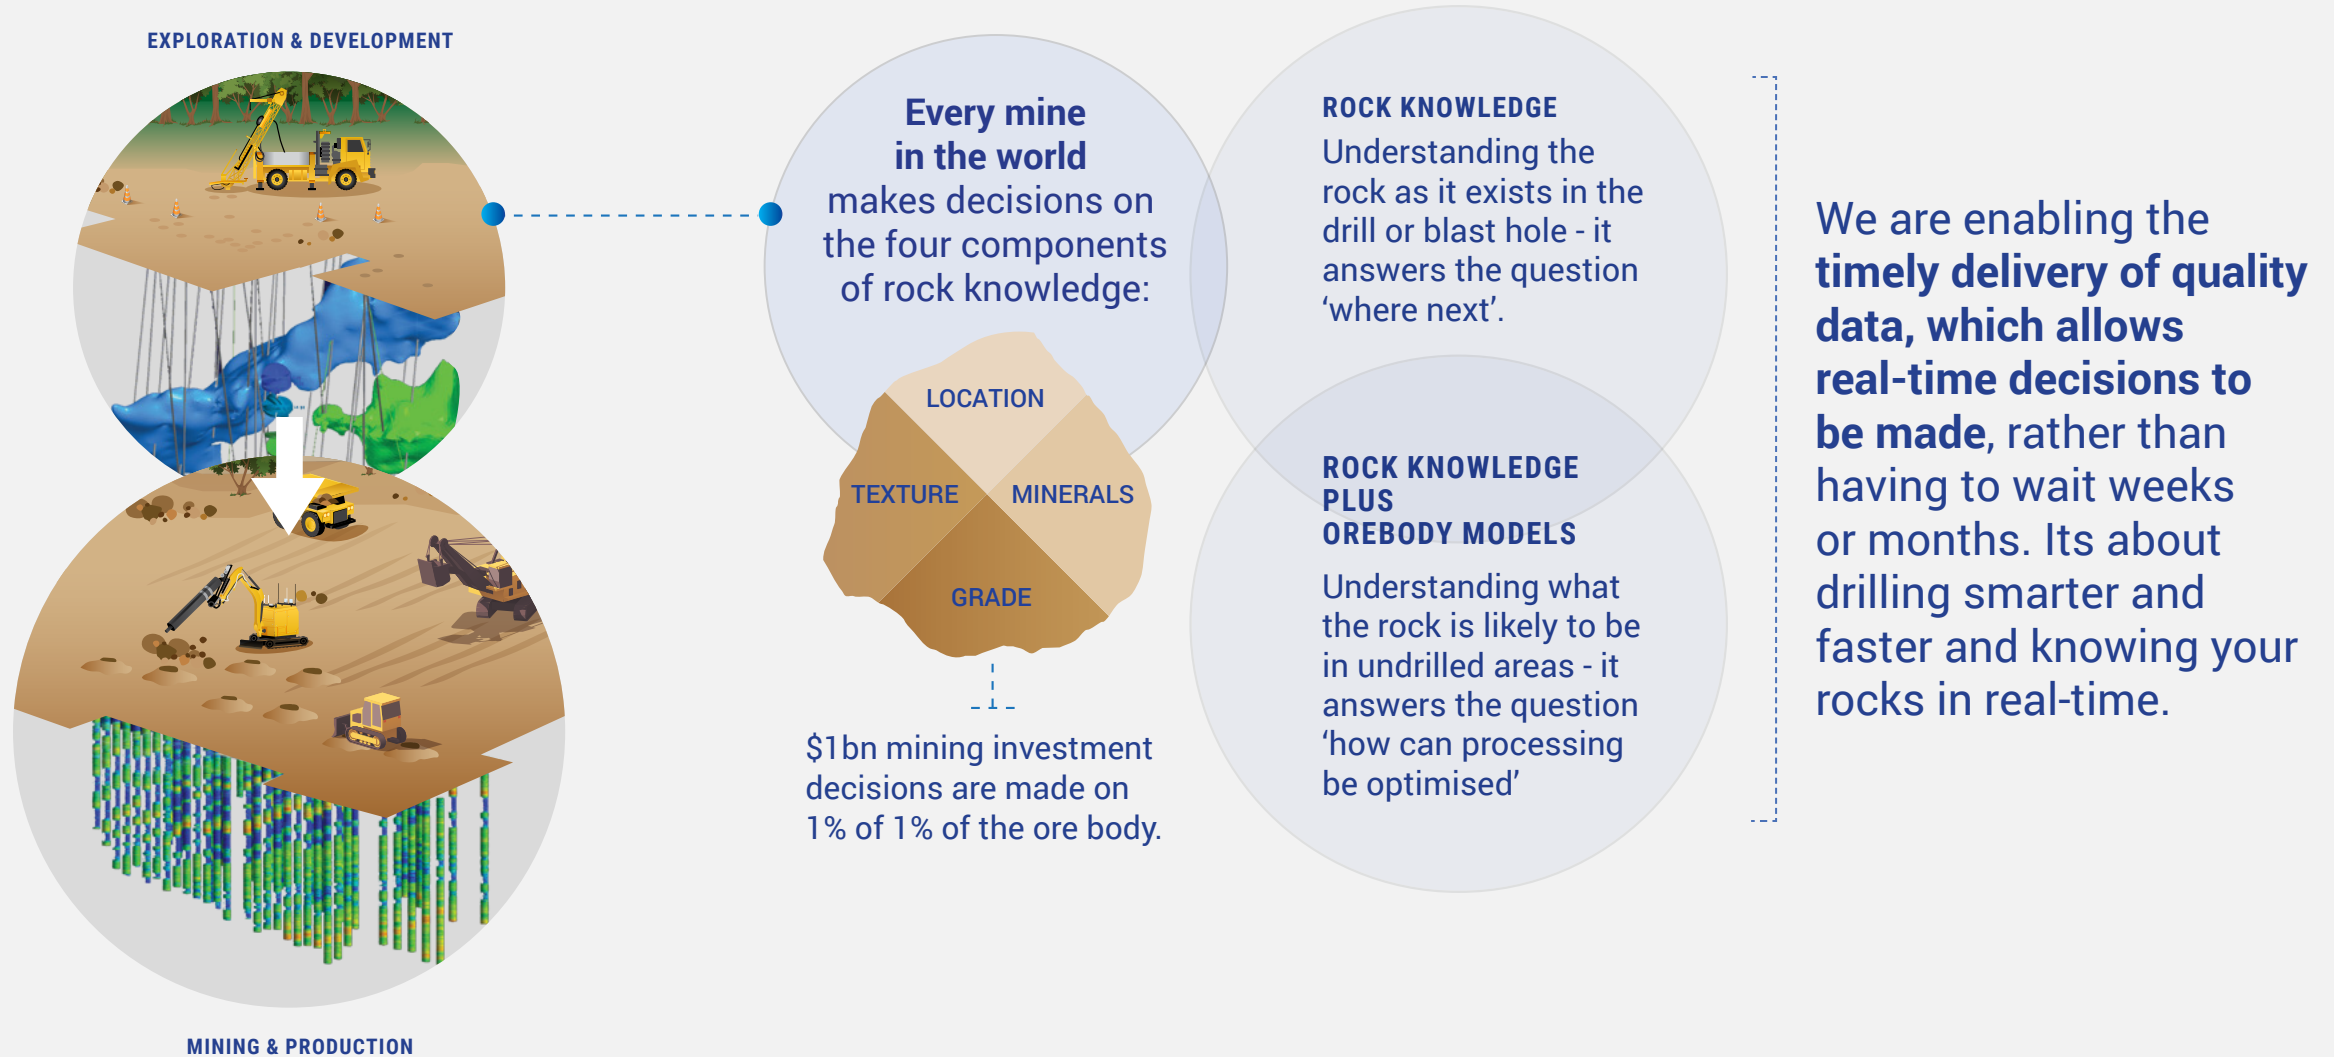 EXPLORATION & DEVELOPMENT
MINING & PRODUCTION
Every mine
in the world
makes decisions on
the four components
of rock knowledge:
LOCATION
TEXTURE
MINERALS
GRADE
$1bn mining investment
decisions are made on
1% of 1% of the ore body.
ROCK KNOWLEDGE
Understanding the
rock as it exists in the
drill or blast hole - it
answers the question
‘where next’.
ROCK KNOWLEDGE
PLUS
OREBODY MODELS
Understanding what
the rock is likely to be
in undrilled areas - it
answers the question
‘how can processing
be optimised’
We are enabling the
timely delivery of quality
data, which allows
real-time decisions to
be made, rather than
having to wait weeks
or months. Its about
drilling smarter and
faster and knowing your
rocks in real-time.